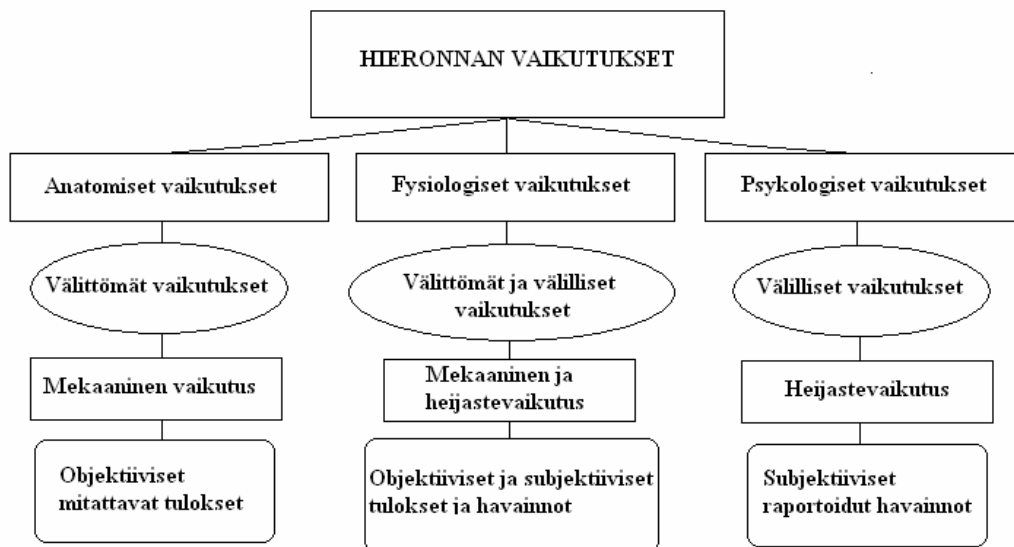 HIERONNAN VAIKUTUKSET
Anatomiset vaikutukset
Fysiologiset vaikutukset
Psykologiset vaikutukset
Välittömät vaikutukset
Välittömät ja välilliset
vaikutukset
Välilliset vaikutukset
Mekaaninen vaikutus
Mekaaninen ja
heijastevaikutus
Heijastevaikutus
Objektiiviset
mitattavat tulokset
Objektiiviset ja subjektiiviset
tulokset ja havainnot
Subjektiiviset
raportoidut havainnot